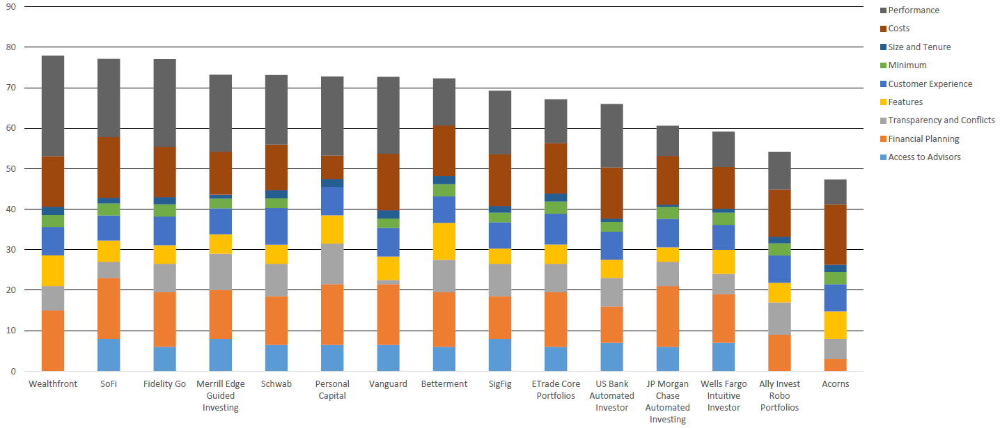 90
80
70
60
50
40
30
20
10
0
Wealthfront
SoFi
Fidelity Go
Merrill Edge
Guided
Investing
Schwab
Personal
Capital
Vanguard
Betterment
SigFig
ETrade Core
Portfolios
US Bank
Automated
Investor
JP Morgan
Chase
Automated
Investing
Wells Fargo
Intuitive
Investor
Ally Invest
Robo
Portfolios
Acorns
Performance
Costs
Size and Tenure
Minimum
Customer Experience
Features
Transparency and Conflicts
Financial Planning
Access to Advisors